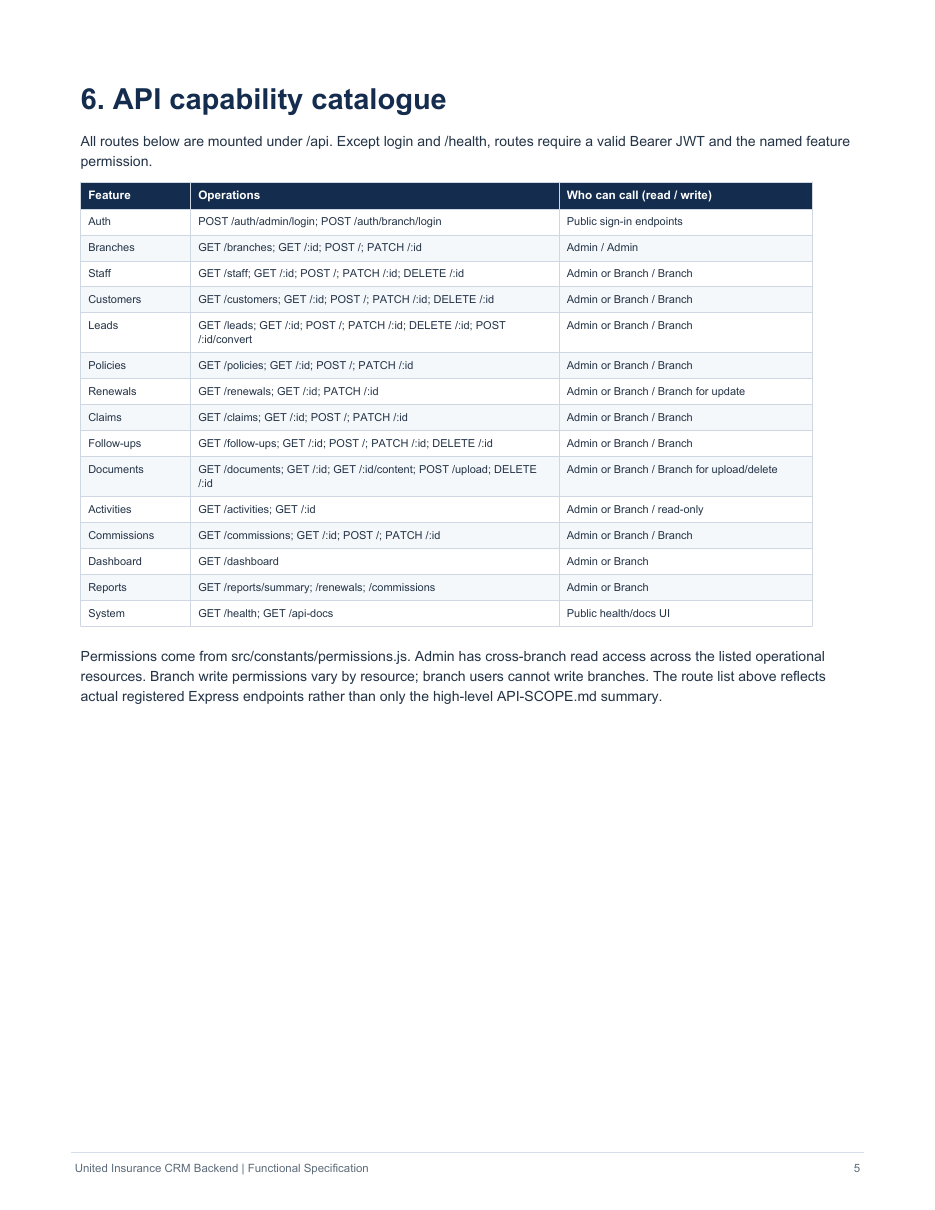 6. API capability catalogue
All routes below are mounted under /api. Except login and /health, routes require a valid Bearer JWT and the named feature
permission.
Feature Operations Who can call (read / write)
Auth POST /auth/admin/login; POST /auth/branch/login Public sign-in endpoints
Branches GET /branches; GET /:id; POST /; PATCH /:id Admin / Admin
Staff GET /staff; GET /:id; POST /; PATCH /:id; DELETE /:id Admin or Branch / Branch
Customers GET /customers; GET /:id; POST /; PATCH /:id; DELETE /:id Admin or Branch / Branch
Leads GET /leads; GET /:id; POST /; PATCH /:id; DELETE /:id; POST Admin or Branch / Branch
/:id/convert
Policies GET /policies; GET /:id; POST /; PATCH /:id Admin or Branch / Branch
Renewals GET /renewals; GET /:id; PATCH /:id Admin or Branch / Branch for update
Claims GET /claims; GET /:id; POST /; PATCH /:id Admin or Branch / Branch
Follow-ups GET /follow-ups; GET /:id; POST /; PATCH /:id; DELETE /:id Admin or Branch / Branch
Documents GET /documents; GET /:id; GET /:id/content; POST /upload; DELETE Admin or Branch / Branch for upload/delete
/:id
Activities GET /activities; GET /:id Admin or Branch / read-only
Commissions GET /commissions; GET /:id; POST /; PATCH /:id Admin or Branch / Branch
Dashboard GET /dashboard Admin or Branch
Reports GET /reports/summary; /renewals; /commissions Admin or Branch
System GET /health; GET /api-docs Public health/docs UI
Permissions come from src/constants/permissions.js. Admin has cross-branch read access across the listed operational
resources. Branch write permissions vary by resource; branch users cannot write branches. The route list above reflects
actual registered Express endpoints rather than only the high-level API-SCOPE.md summary.
United Insurance CRM Backend | Functional Specification 5